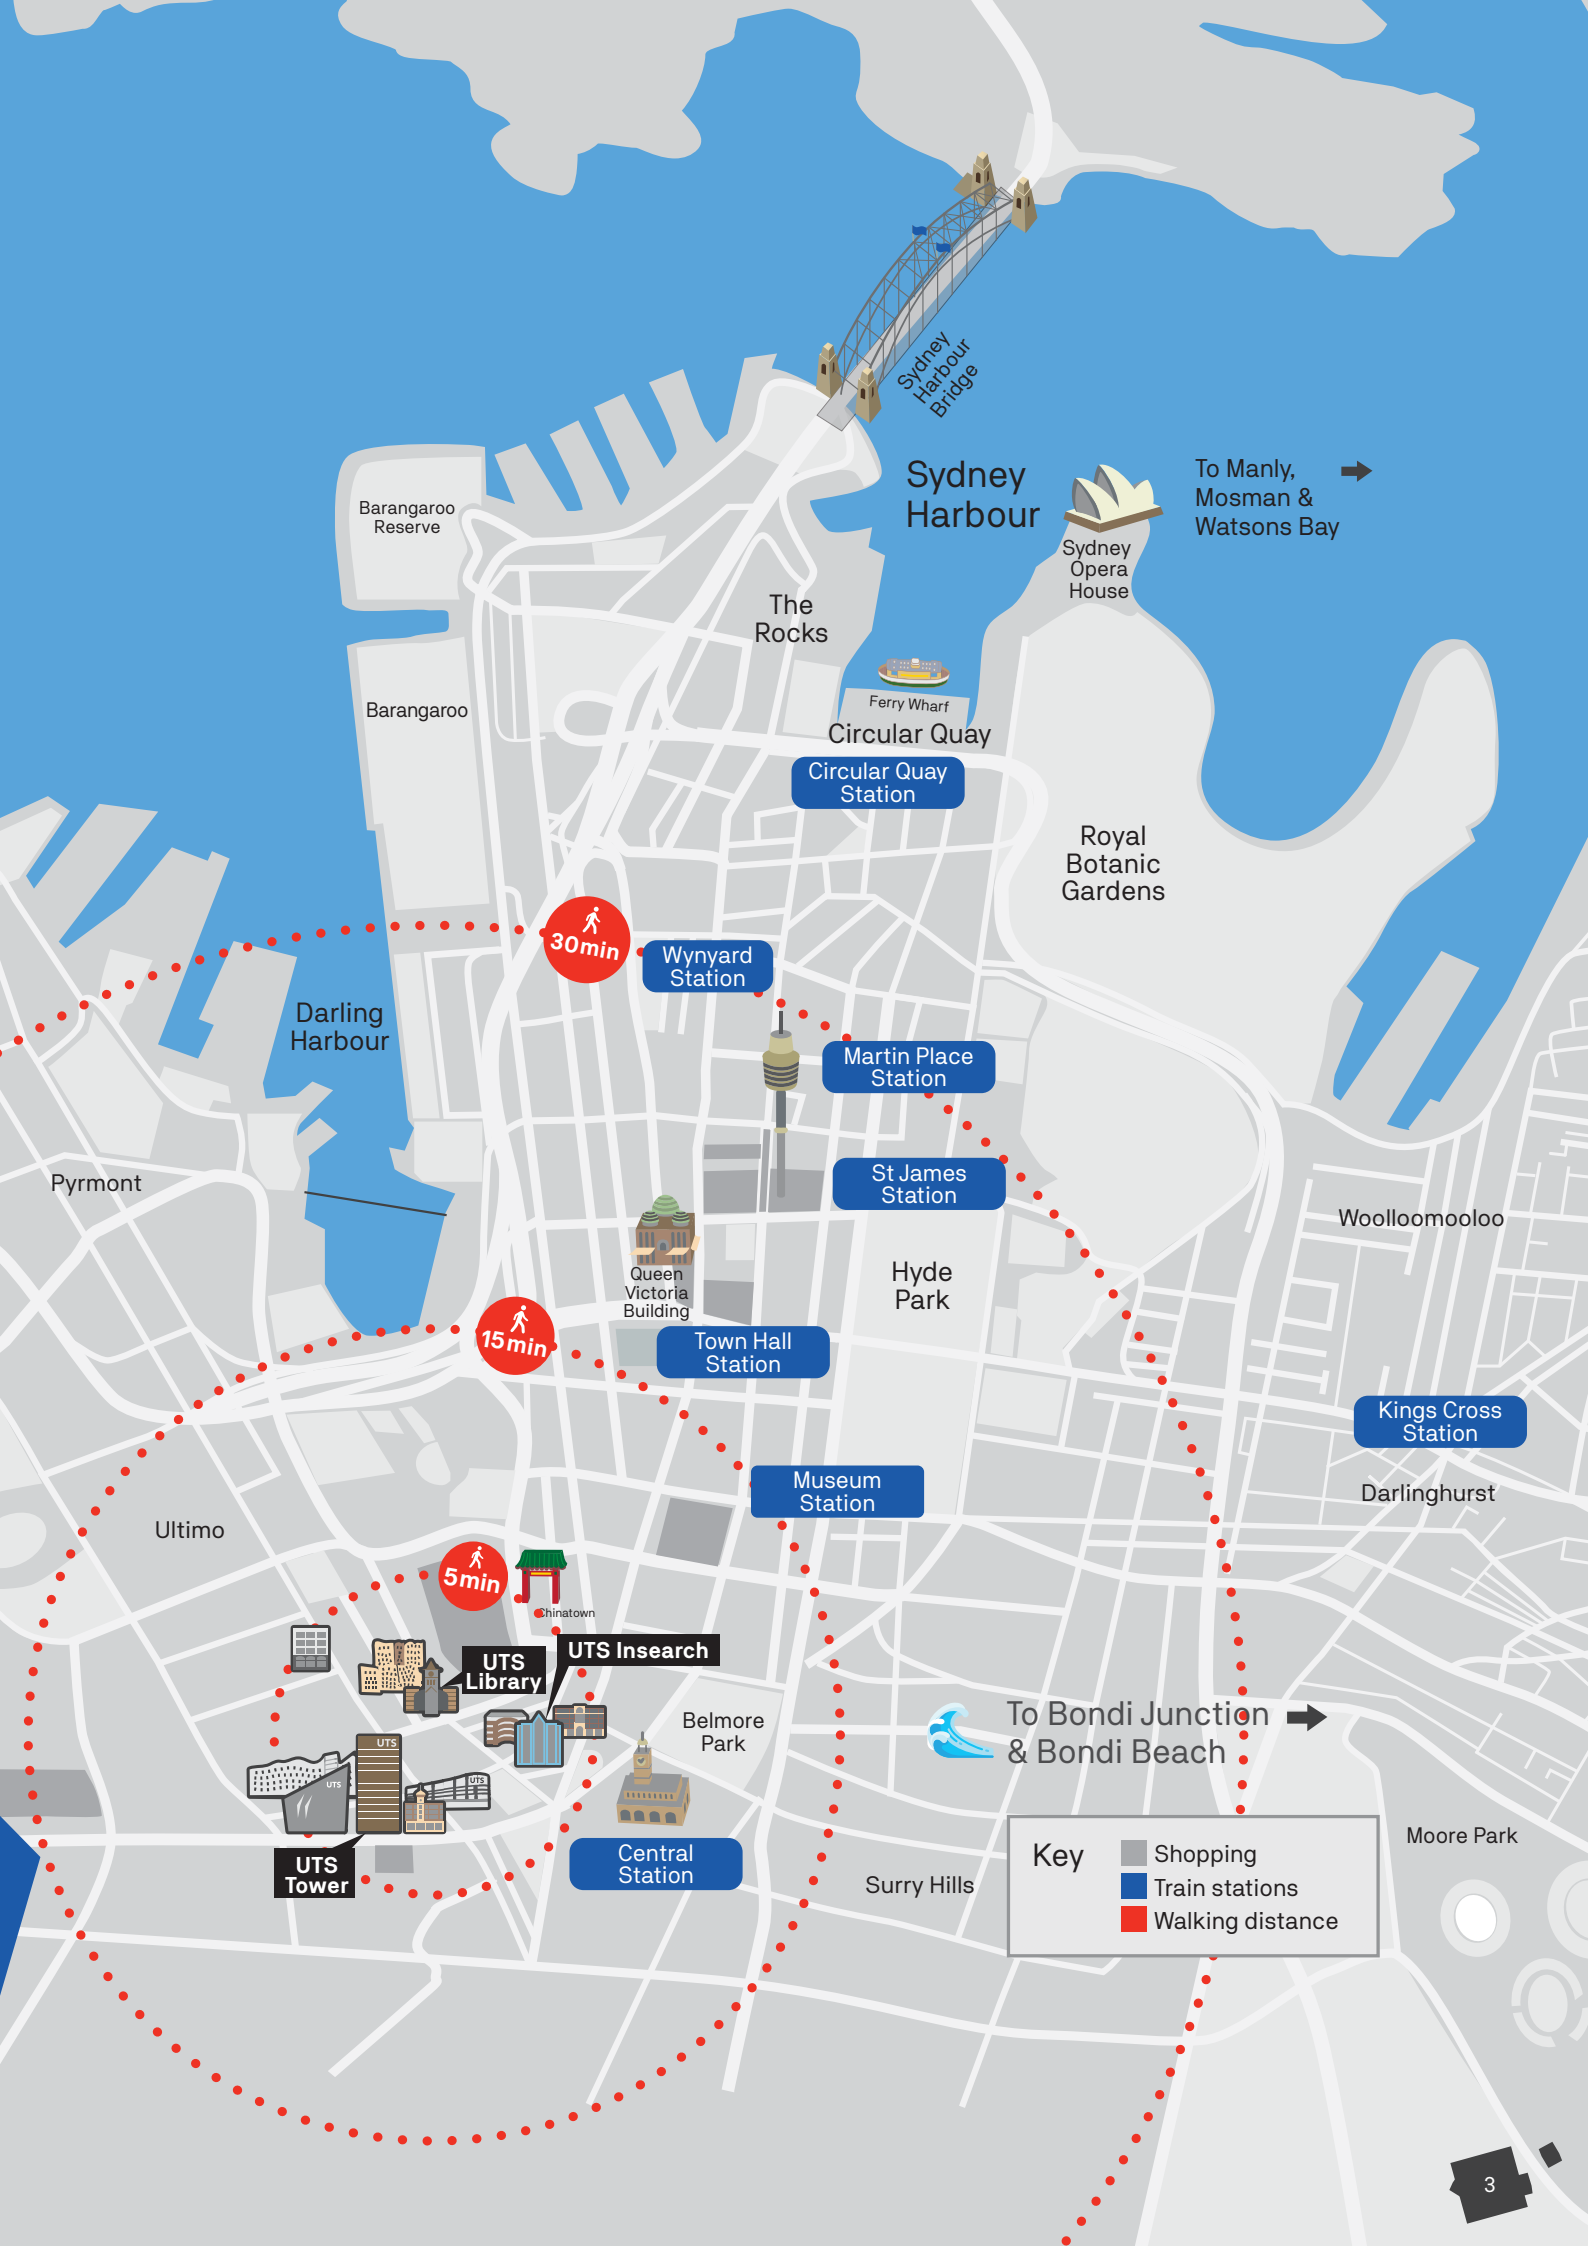 Sydney
Harbour
Bridge
Sydney
Harbour
To Manly,
Mosman &
Watsons Bay
Sydney
Opera
House
Barangaroo
Reserve
The
Rocks
Ferry Wharf
Circular Quay
Barangaroo
Circular Quay
Station
Royal
Botanic
Gardens
30min
Wynyard
Station
Darling
Harbour
Martin Place
Station
St James
Station
Pyrmont
Woolloomooloo
Queen
Victoria
Building
Hyde
Park
15min
Town Hall
Station
Kings Cross
Station
Museum
Station
Darlinghurst
Ultimo
5min
Chinatown
UTS Insearch
UTS
Library
Belmore
Park
To Bondi Junction
& Bondi Beach
UTS
UTS
UTS
UTS
Tower
Central
Station
Surry Hills
Moore Park
Key
Shopping
Train stations
Walking distance
3